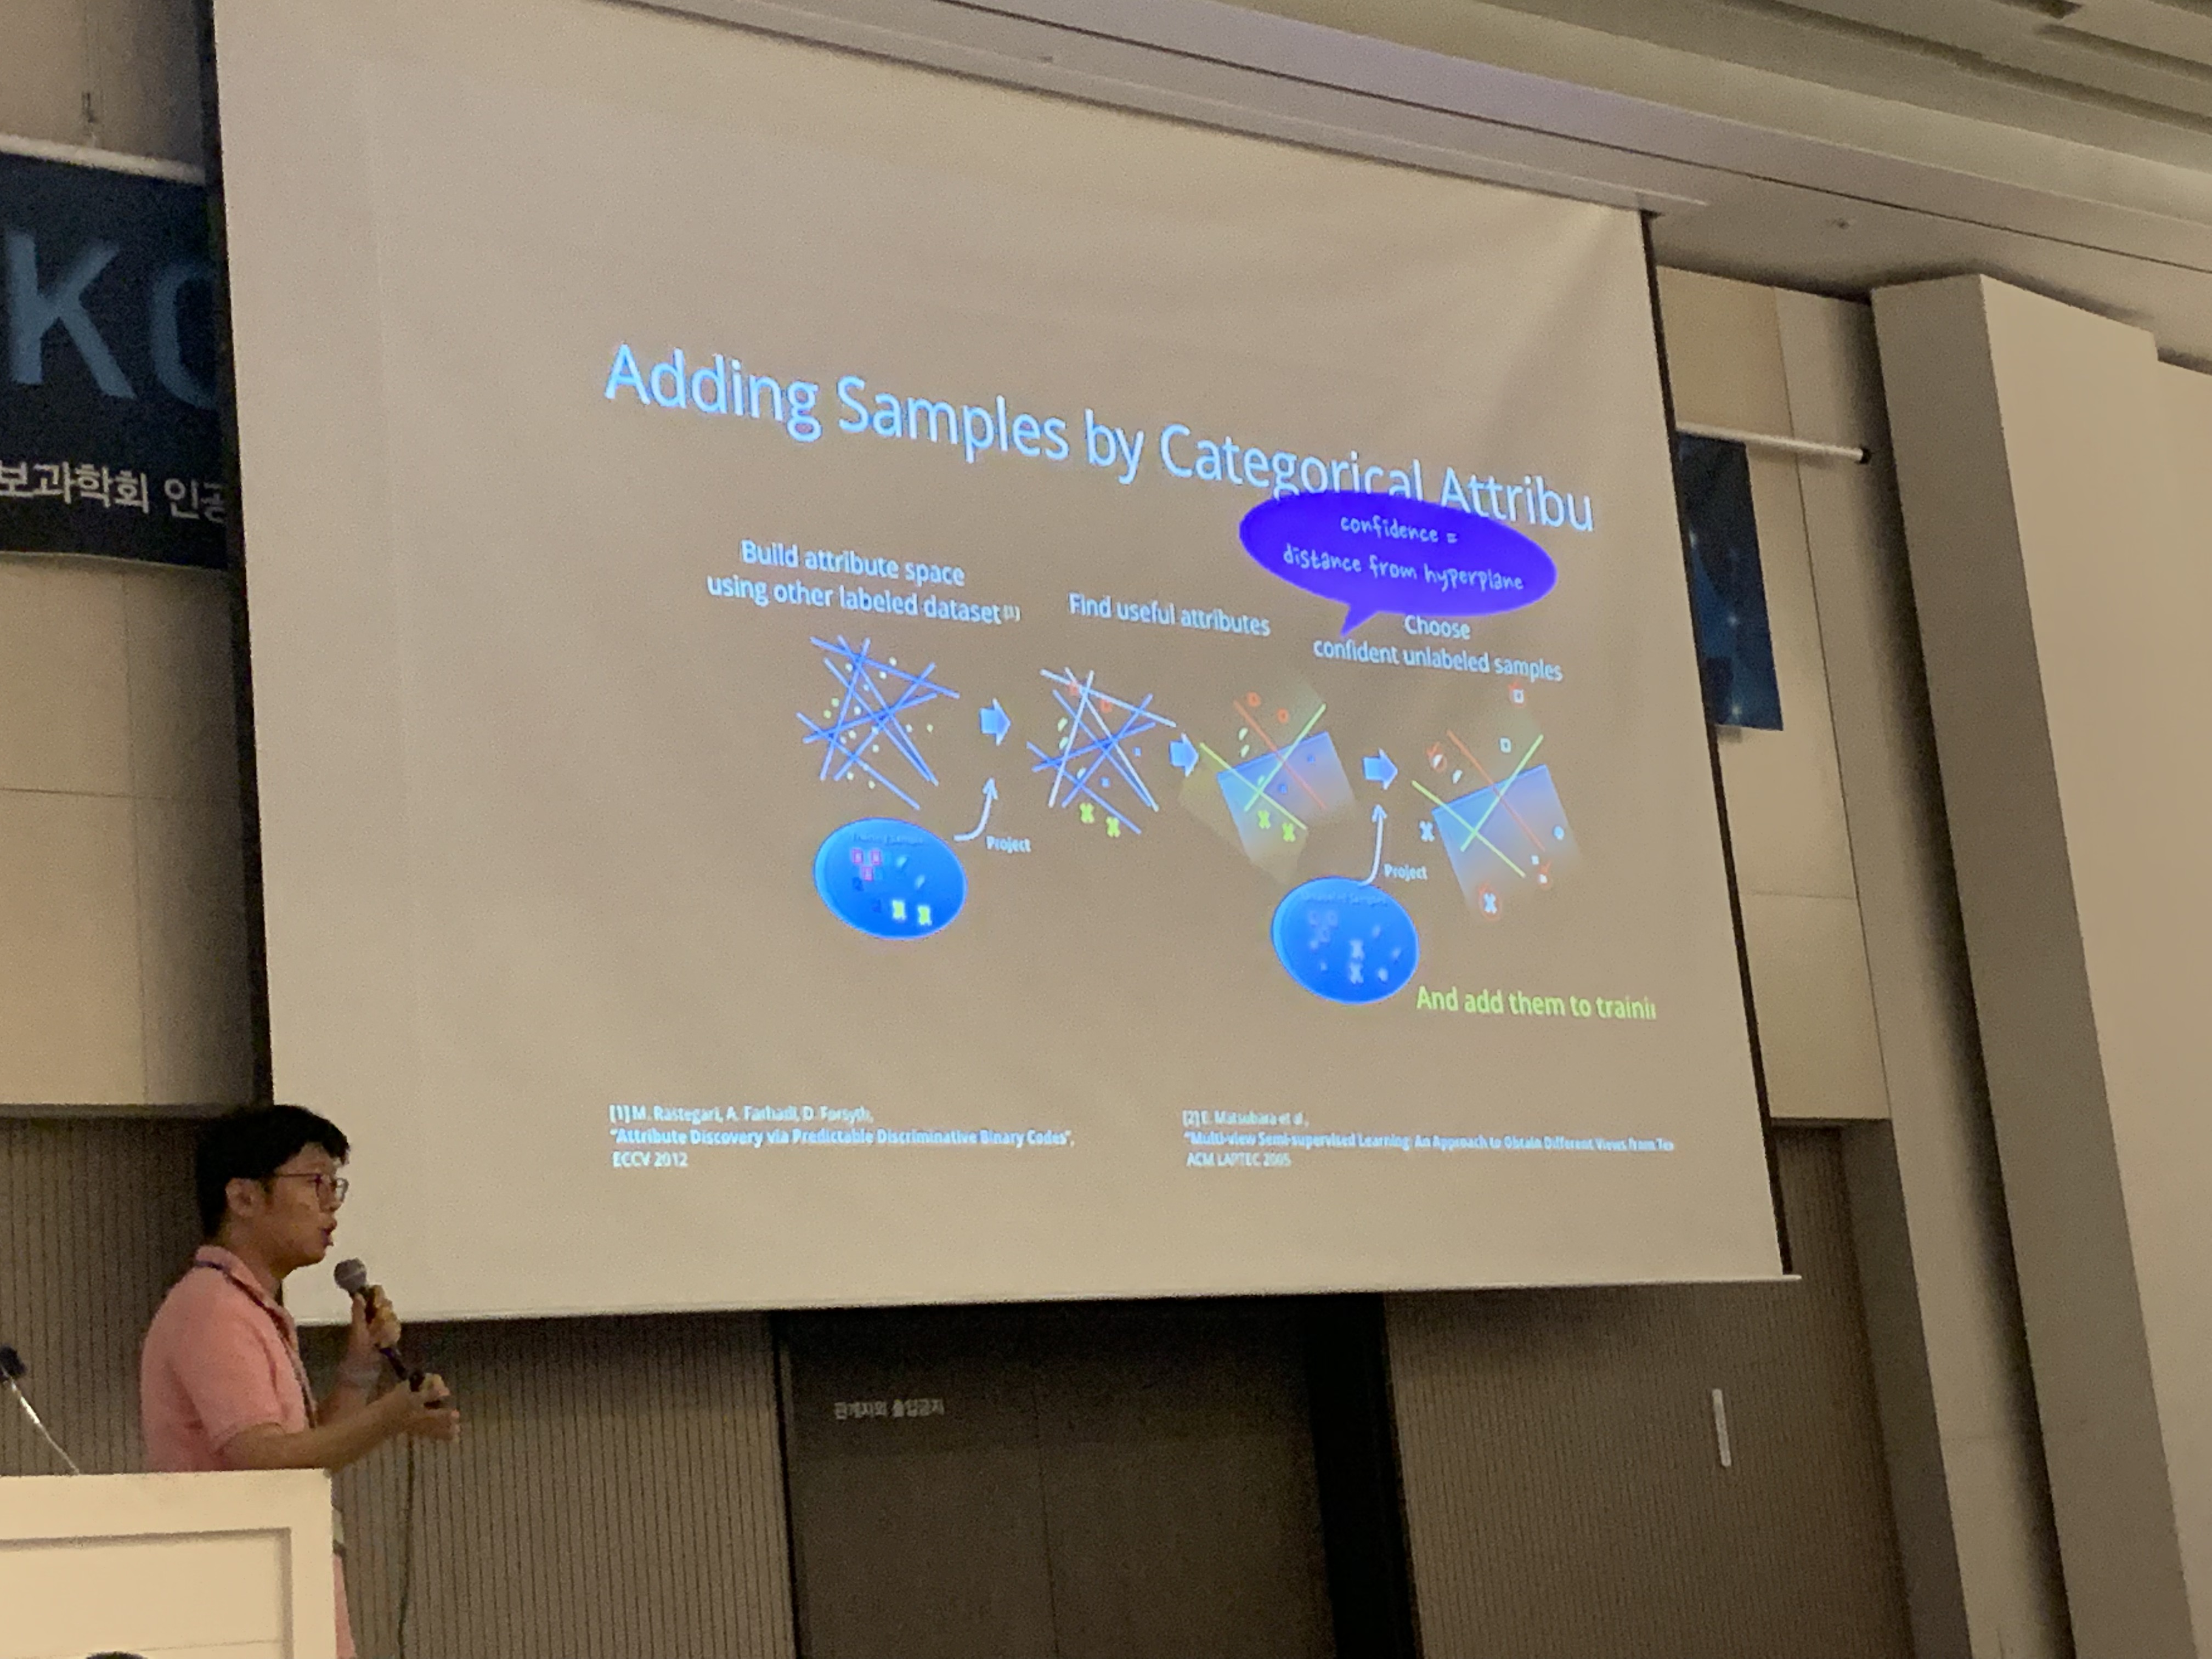 KO
보과학회 인공
Adding Samples by Categorical Attribu
confidence =
distance from hyperplane
Build attribute space
using other labeled dataset [1]
Find useful attributes
Choose
confident unlabeled samples
Project
Project
And add them to traini
[1] M. Rastegari, A. Farhadi, D. Forsyth,
"Attribute Discovery via Predictable Discriminative Binary Codes",
ECCV 2012
[2] E. Matsubara et al.,
"Multi-view Semi-supervised Learning: An Approach to Obtain Different Views from Tex
ACM LAPTEC 2005
관계자외 출입금지